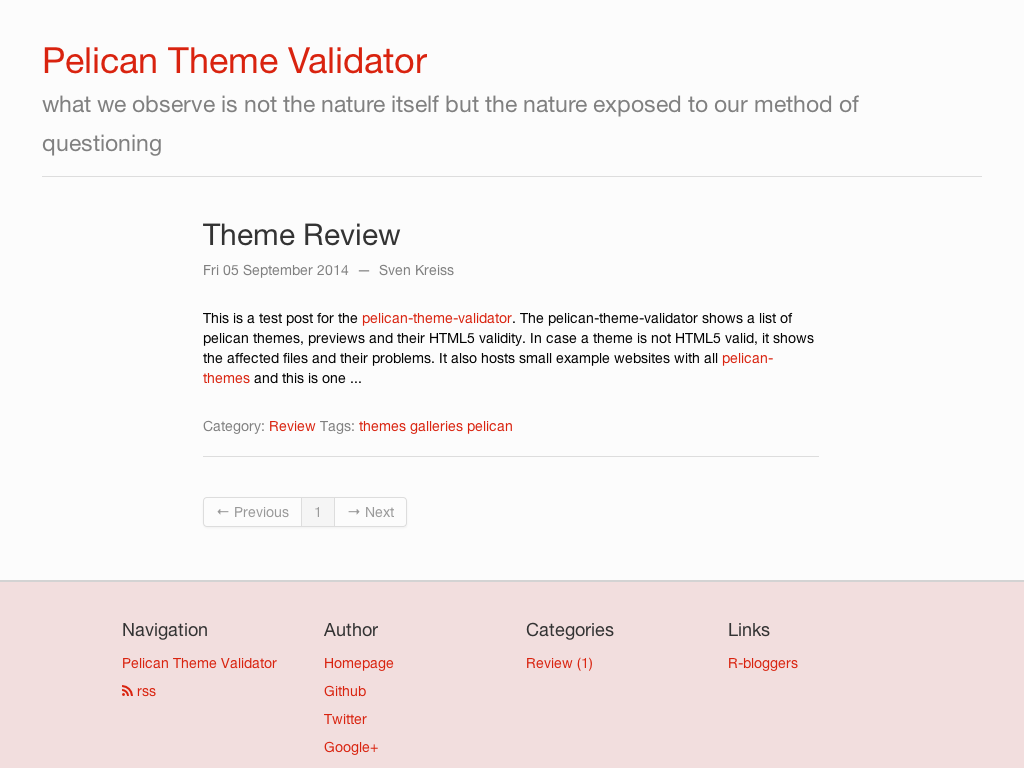 Pelican Theme Validator
what we observe is not the nature itself but the nature exposed to our method of
questioning
Theme Review
Fri 05 September 2014 — Sven Kreiss
This is a test post for the pelican-theme-validator. The pelican-theme-validator shows a list of
pelican themes, previews and their HTML5 validity. In case a theme is not HTML5 valid, it shows
the affected files and their problems. It also hosts small example websites with all pelican-
themes and this is one ...
Category: Review Tags: themes galleries pelican
← Previous 1 → Next
Navigation
Pelican Theme Validator
rss
Author
Homepage
Github
Twitter
Google+
Categories
Review (1)
Links
R-bloggers